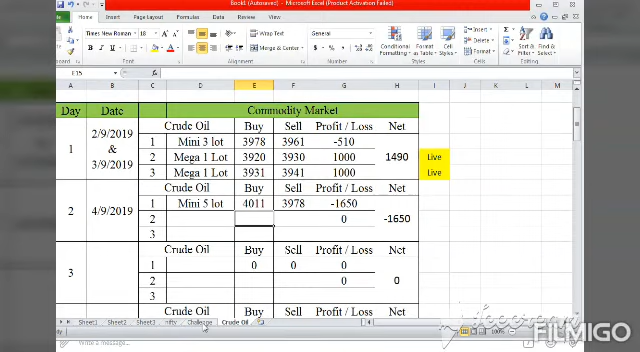 Book1 (Autosaved) - Microsoft Excel (Product Activation Failed)
Home Insert Page Layout Formulas Data Review View
Times New Roman 18 Wrap Text General Insert
Merge & Center Conditional Formatting Format as Table Cell Styles Delete Format
Clipboard Font Alignment Number Styles Cells Editing
E15
A B C D E F G H I J K L M
Day Date Commodity Market
Crude Oil Buy Sell Profit / Loss Net
1 2/9/2019 & 3/9/2019 1 Mini 3 lot 3978 3961 -510 1490
2 Mega 1 Lot 3920 3930 1000 Live
3 Mega 1 Lot 3931 3941 1000 Live
Crude Oil Buy Sell Profit / Loss Net
2 4/9/2019 1 Mini 5 lot 4011 3978 -1650 -1650
2 0
3
Crude Oil Buy Sell Profit / Loss Net
3 1 0 0 0 0
2 0
3
Crude Oil Buy Sell Profit / Loss Net
Sheet1 Sheet2 Sheet3 nifty Challenge Crude Oil
100%
Write a message...
FILMIGO